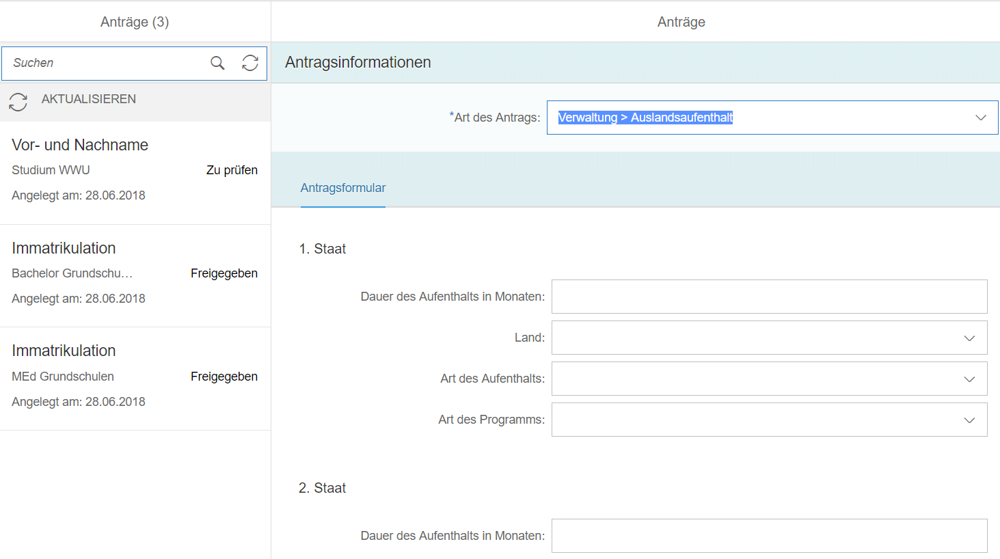 Anträge (3)
Anträge
Suchen
AKTUALISIEREN
Vor- und Nachname
Studium WWU
Zu prüfen
Angelegt am: 28.06.2018
Immatrikulation
Bachelor Grundschu…
Freigegeben
Angelegt am: 28.06.2018
Immatrikulation
MEd Grundschulen
Freigegeben
Angelegt am: 28.06.2018
Antragsinformationen
*Art des Antrags:
Verwaltung > Auslandsaufenthalt
Antragsformular
1. Staat
Dauer des Aufenthalts in Monaten:
Land:
Art des Aufenthalts:
Art des Programms:
2. Staat
Dauer des Aufenthalts in Monaten: